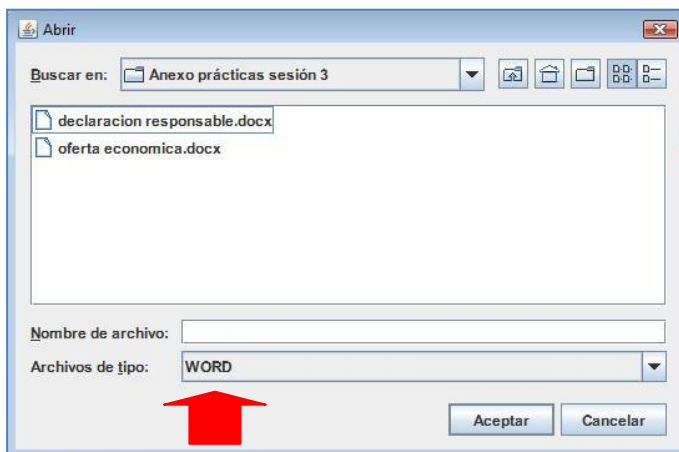 Abrir
Buscar en: Anexo prácticas sesión 3
declaracion responsable.docx
oferta economica.docx
Nombre de archivo:
Archivos de tipo: WORD
Aceptar Cancelar